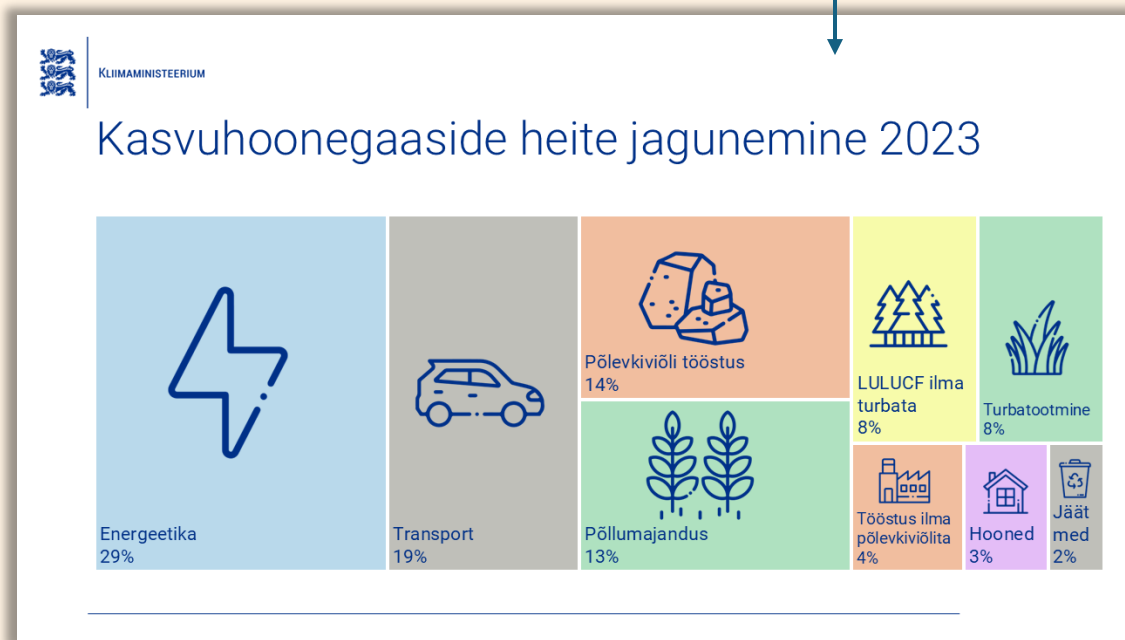 KLIIMAMINISTEERIUM
Kasvuhoonegaaside heite jagunemine 2023
Energeetika
29%
Transport
19%
Põlevkiviõli tööstus
14%
Põllumajandus
13%
LULUCF ilma
turbata
8%
Turbatootmine
8%
Tööstus ilma
põlevkiviõlita
4%
Hooned
3%
Jäät
med
2%